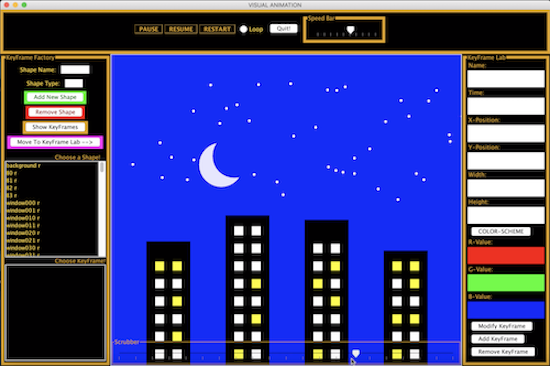 VISUAL ANIMATION
PAUSE RESUME RESTART Loop Quit!
Speed Bar
KeyFrame Factory
Shape Name:
Shape Type:
Add New Shape
Remove Shape
Show KeyFrames
Move To KeyFrame Lab -->
Choose a Shape!
background r
B0 r
B1 r
B2 r
B3 r
window000 r
window001 r
window010 r
window011 r
window020 r
window021 r
window030 r
window031 r
Choose KeyFrame!
Scrubber
KeyFrame Lab
Name:
Time:
X-Position:
Y-Position:
Width:
Height:
COLOR-SCHEME
R-Value:
G-Value:
B-Value:
Modify KeyFrame
Add KeyFrame
Remove KeyFrame